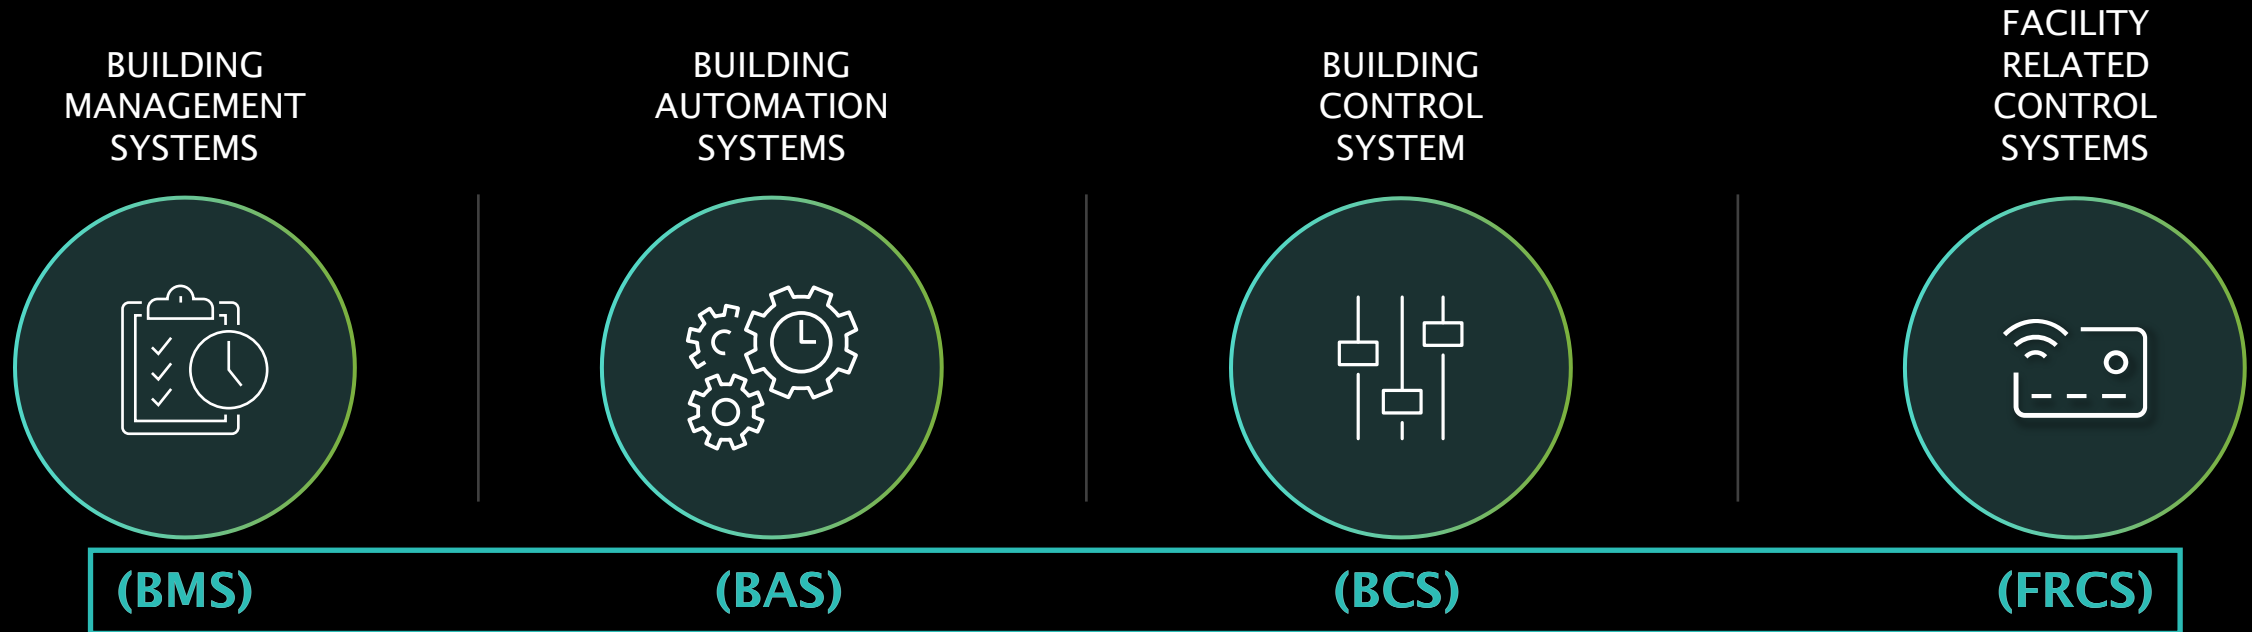 BUILDING
MANAGEMENT
SYSTEMS
BUILDING
AUTOMATION
SYSTEMS
BUILDING
CONTROL
SYSTEM
FACILITY
RELATED
CONTROL
SYSTEMS
(BMS)
(BAS)
(BCS)
(FRCS)